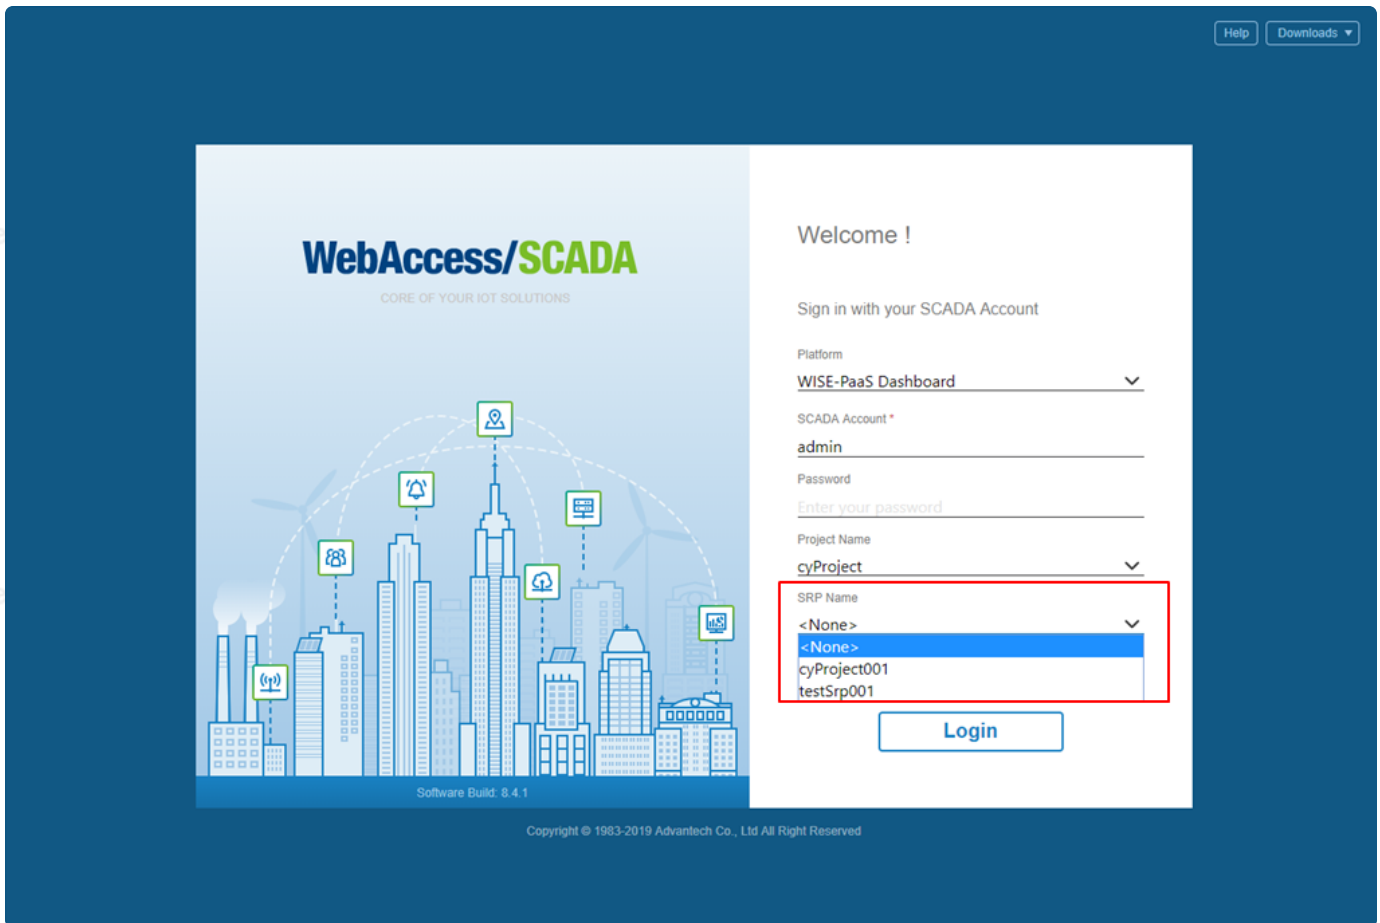 Help
Downloads ▼
WebAccess/SCADA
CORE OF YOUR IOT SOLUTIONS
Software Build: 8.4.1
Welcome !
Sign in with your SCADA Account
Platform
WISE-PaaS Dashboard
SCADA Account *
admin
Password
Enter your password
Project Name
cyProject
SRP Name
<None>
<None>
cyProject001
testSrp001
Login
Copyright © 1983-2019 Advantech Co., Ltd All Right Reserved